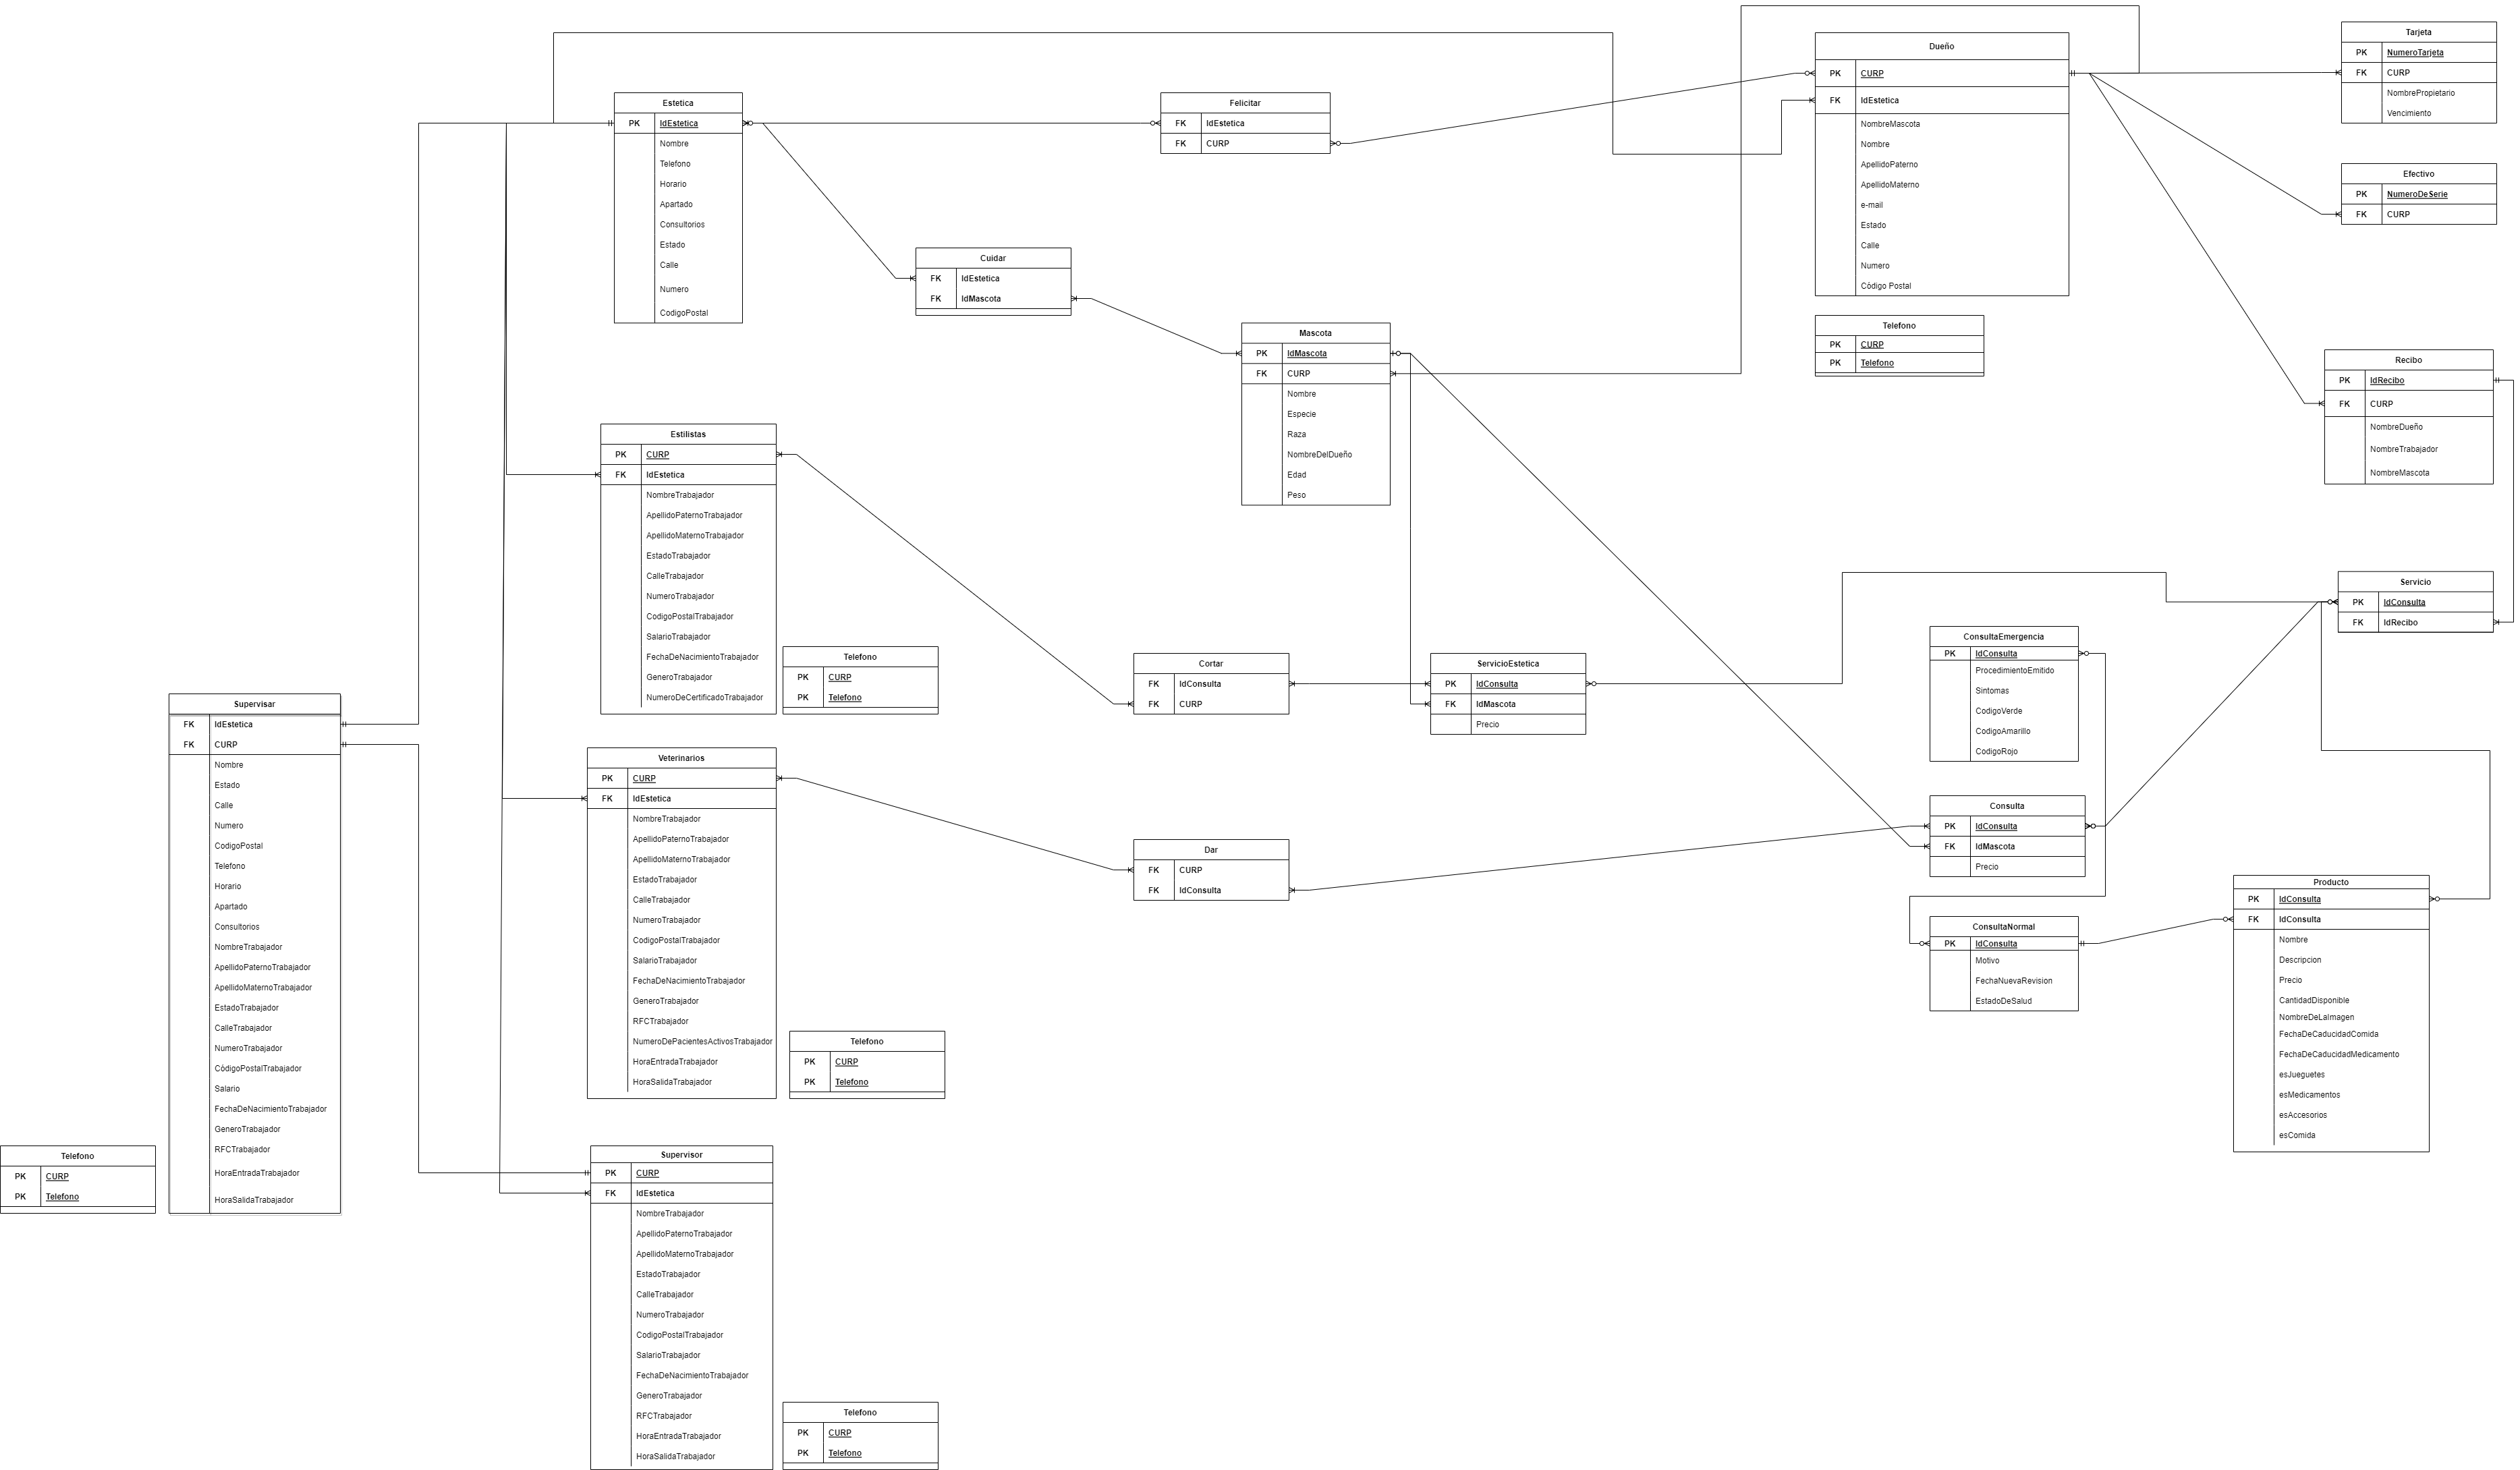 Estetica
PK IdEstetica
Nombre
Telefono
Horario
Apartado
Consultorios
Estado
Calle
Numero
CodigoPostal
Felicitar
FK IdEstetica
FK CURP
Dueño
PK CURP
FK IdEstetica
NombreMascota
Nombre
ApellidoPaterno
ApellidoMaterno
e-mail
Estado
Calle
Numero
Código Postal
Tarjeta
PK NumeroTarjeta
FK CURP
NombrePropietario
Vencimiento
Efectivo
PK NumeroDeSerie
FK CURP
Cuidar
FK IdEstetica
FK IdMascota
Mascota
PK IdMascota
FK CURP
Nombre
Especie
Raza
NombreDelDueño
Edad
Peso
Telefono
PK CURP
PK Telefono
Recibo
PK IdRecibo
FK CURP
NombreDueño
NombreTrabajador
NombreMascota
Estilistas
PK CURP
FK IdEstetica
NombreTrabajador
ApellidoPaternoTrabajador
ApellidoMaternoTrabajador
EstadoTrabajador
CalleTrabajador
NumeroTrabajador
CodigoPostalTrabajador
SalarioTrabajador
FechaDeNacimientoTrabajador
GeneroTrabajador
NumeroDeCertificadoTrabajador
Telefono
PK CURP
PK Telefono
Cortar
FK IdConsulta
FK CURP
ServicioEstetica
PK IdConsulta
FK IdMascota
Precio
Servicio
PK IdConsulta
FK IdRecibo
ConsultaEmergencia
PK IdConsulta
ProcedimientoEmitido
Sintomas
CodigoVerde
CodigoAmarillo
CodigoRojo
Supervisar
FK IdEstetica
FK CURP
Nombre
Estado
Calle
Numero
CodigoPostal
Telefono
Horario
Apartado
Consultorios
NombreTrabajador
ApellidoPaternoTrabajador
ApellidoMaternoTrabajador
EstadoTrabajador
CalleTrabajador
NumeroTrabajador
CódigoPostalTrabajador
Salario
FechaDeNacimientoTrabajador
GeneroTrabajador
RFCTrabajador
HoraEntradaTrabajador
HoraSalidaTrabajador
Telefono
PK CURP
PK Telefono
Veterinarios
PK CURP
FK IdEstetica
NombreTrabajador
ApellidoPaternoTrabajador
ApellidoMaternoTrabajador
EstadoTrabajador
CalleTrabajador
NumeroTrabajador
CodigoPostalTrabajador
SalarioTrabajador
FechaDeNacimientoTrabajador
GeneroTrabajador
RFCTrabajador
NumeroDePacientesActivosTrabajador
HoraEntradaTrabajador
HoraSalidaTrabajador
Telefono
PK CURP
PK Telefono
Dar
FK CURP
FK IdConsulta
Consulta
PK IdConsulta
FK IdMascota
Precio
ConsultaNormal
PK IdConsulta
Motivo
FechaNuevaRevision
EstadoDeSalud
Producto
PK IdConsulta
FK IdConsulta
Nombre
Descripcion
Precio
CantidadDisponible
NombreDeLaImagen
FechaDeCaducidadComida
FechaDeCaducidadMedicamento
esJueguetes
esMedicamentos
esAccesorios
esComida
Supervisor
PK CURP
FK IdEstetica
NombreTrabajador
ApellidoPaternoTrabajador
ApellidoMaternoTrabajador
EstadoTrabajador
CalleTrabajador
NumeroTrabajador
CodigoPostalTrabajador
SalarioTrabajador
FechaDeNacimientoTrabajador
GeneroTrabajador
RFCTrabajador
HoraEntradaTrabajador
HoraSalidaTrabajador
Telefono
PK CURP
PK Telefono